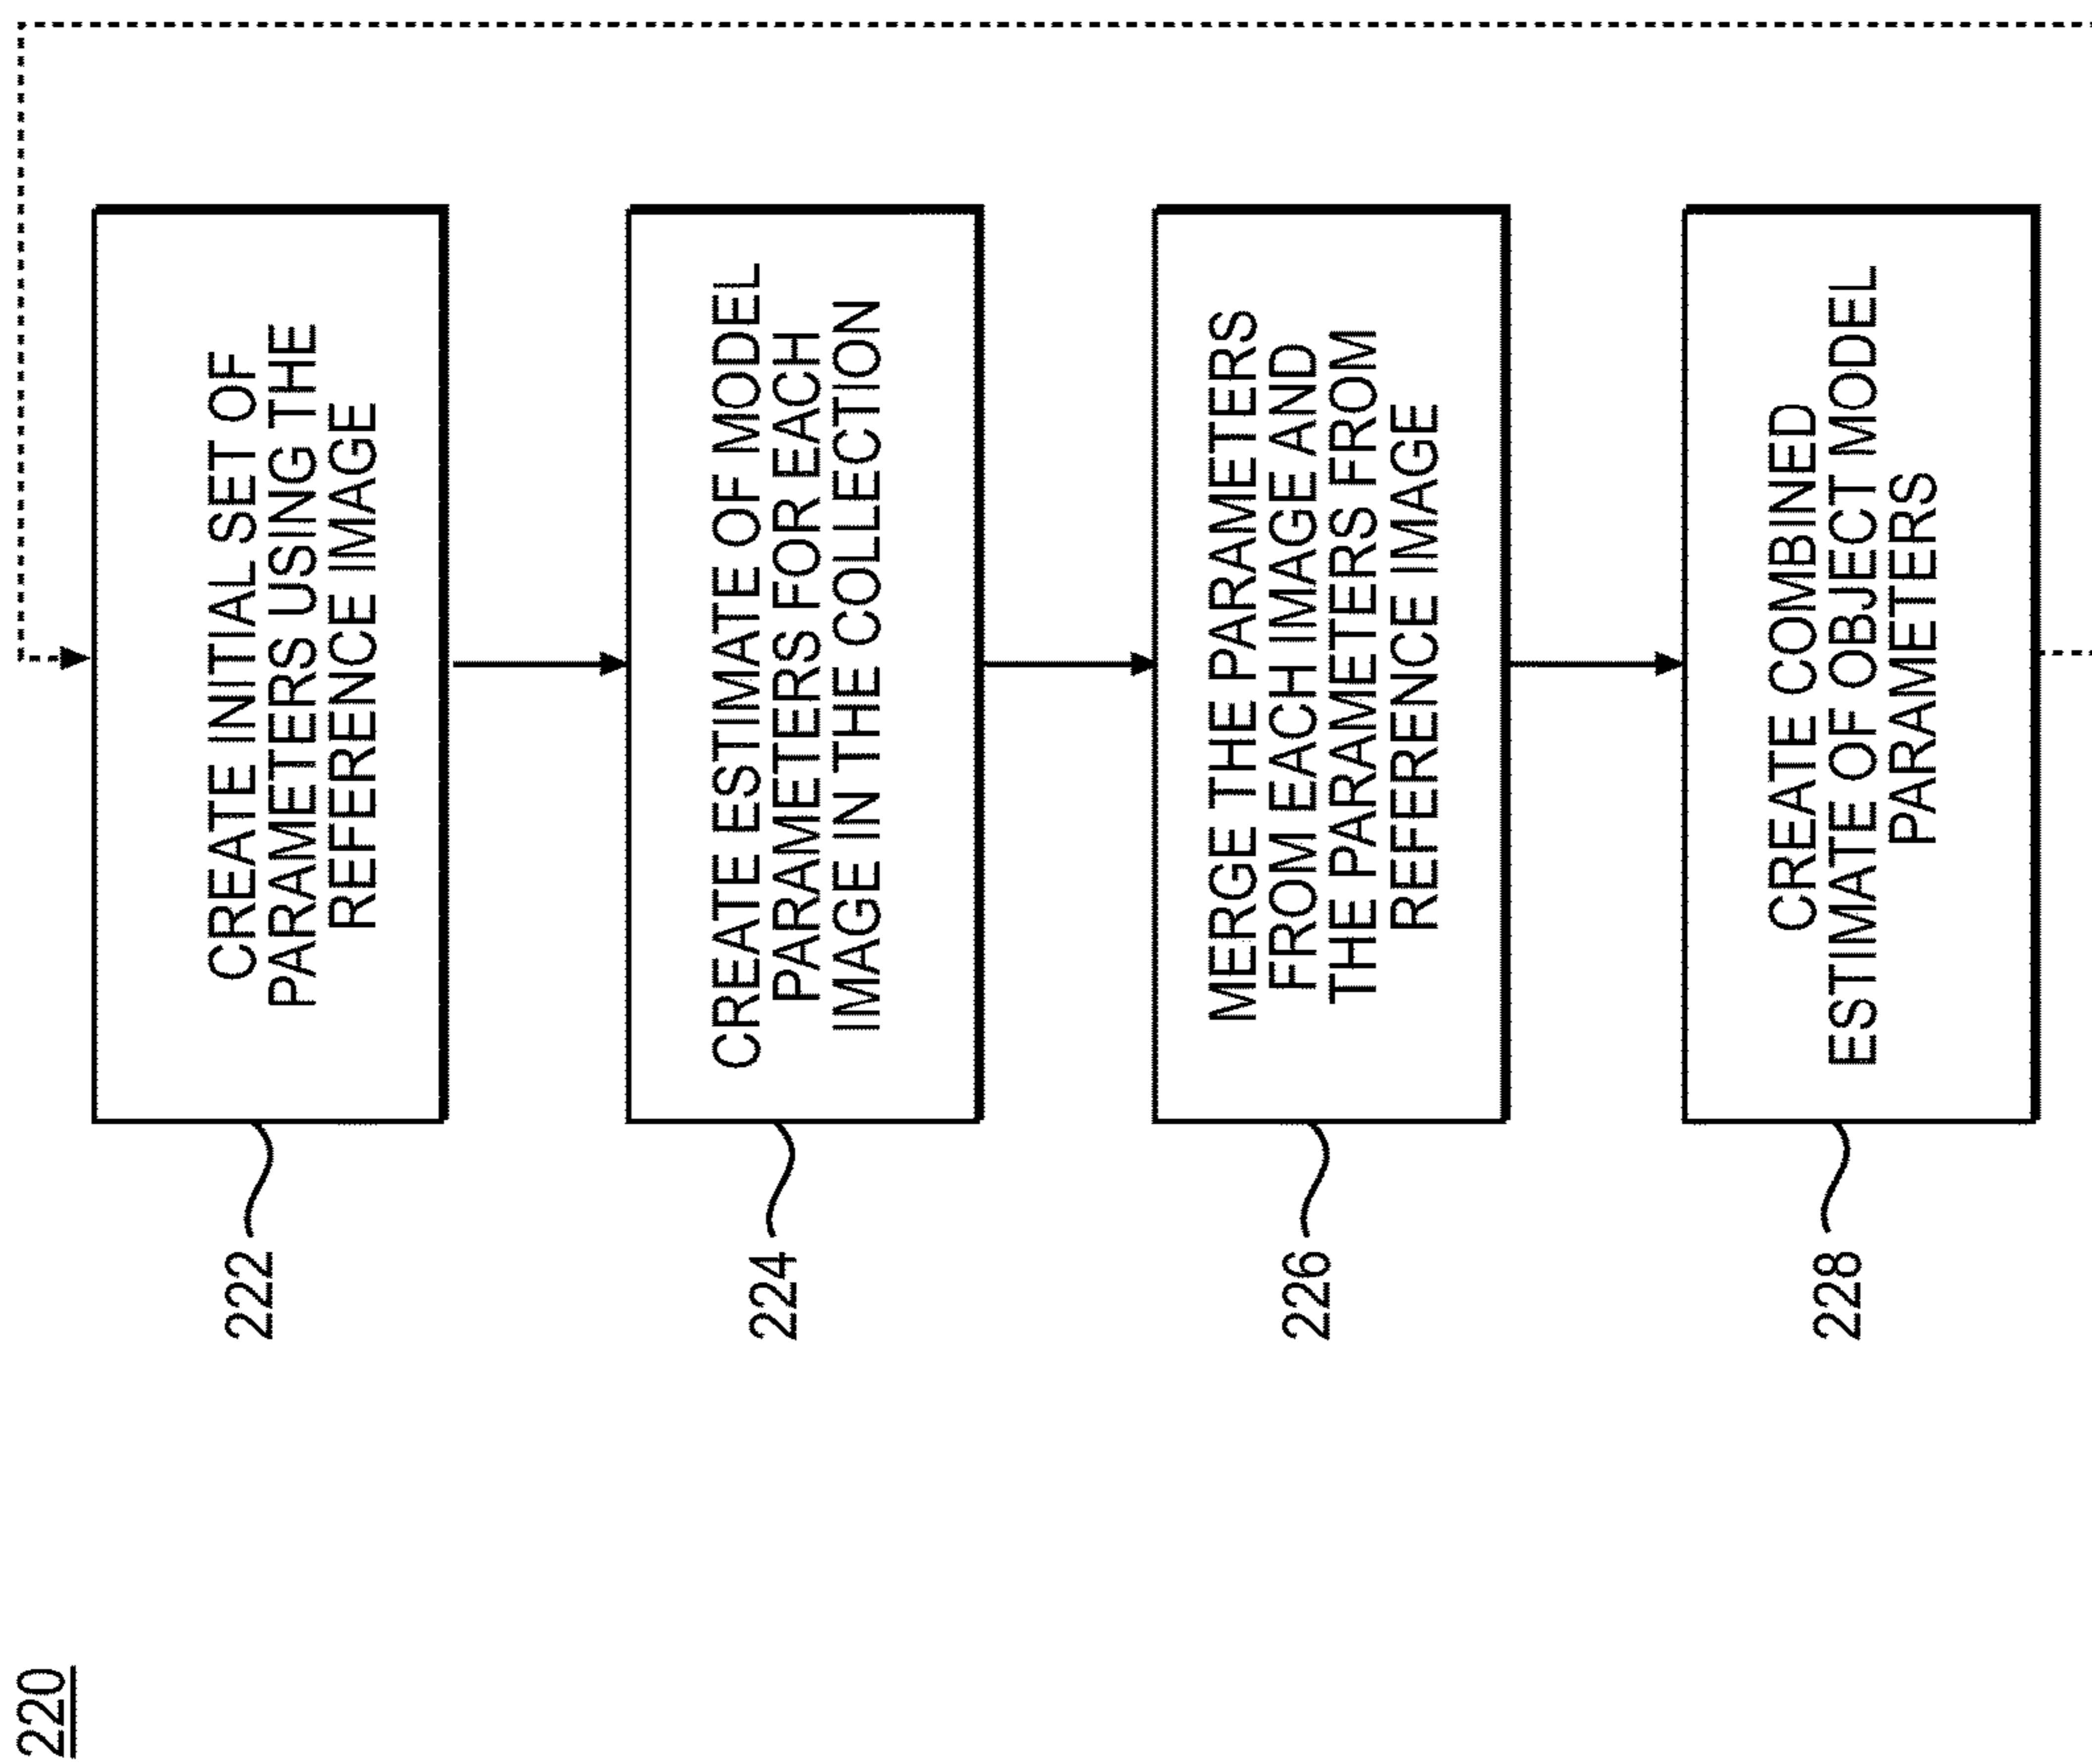 220
222
CREATE INITIAL SET OF
PARAMETERS USING THE
REFERENCE IMAGE
224
CREATE ESTIMATE OF MODEL
PARAMETERS FOR EACH
IMAGE IN THE COLLECTION
226
MERGE THE PARAMETERS
FROM EACH IMAGE AND
THE PARAMETERS FROM
REFERENCE IMAGE
228
CREATE COMBINED
ESTIMATE OF OBJECT MODEL
PARAMETERS